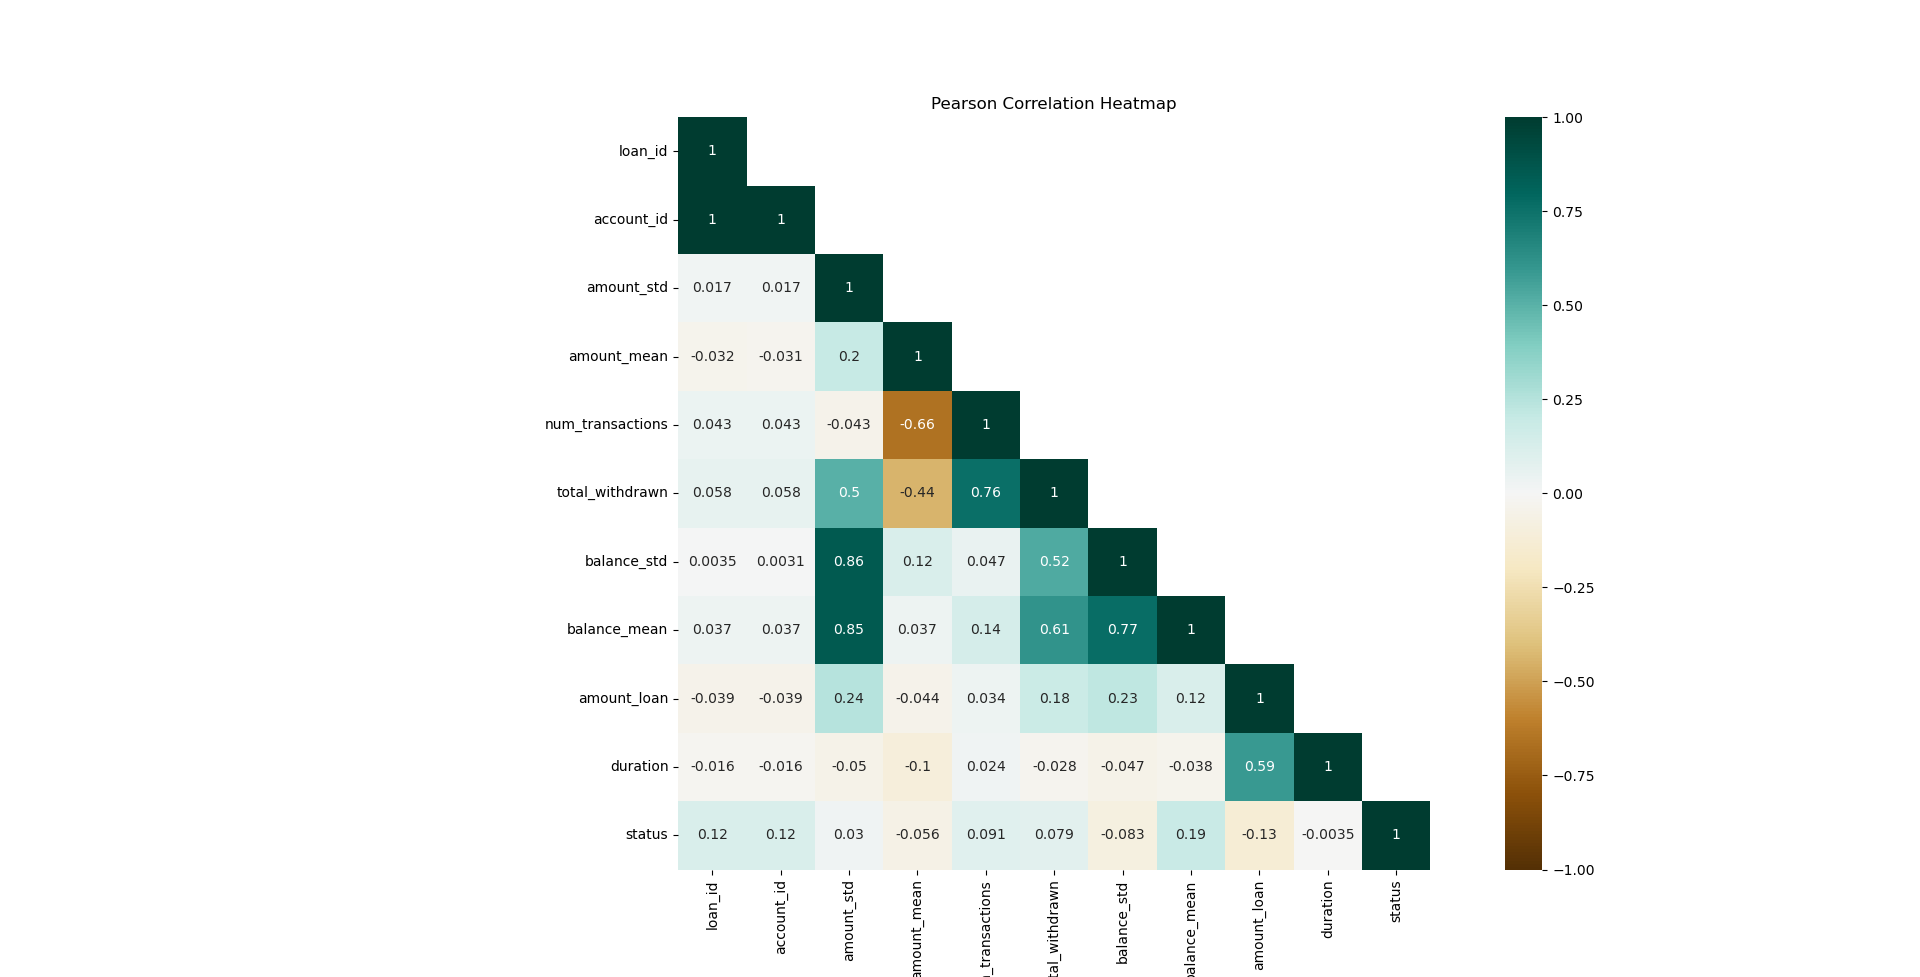 Pearson Correlation Heatmap
loan_id 1
account_id 1 1
amount_std 0.017 0.017 1
amount_mean -0.032 -0.031 0.2 1
num_transactions 0.043 0.043 -0.043 -0.66 1
total_withdrawn 0.058 0.058 0.5 -0.44 0.76 1
balance_std 0.0035 0.0031 0.86 0.12 0.047 0.52 1
balance_mean 0.037 0.037 0.85 0.037 0.14 0.61 0.77 1
amount_loan -0.039 -0.039 0.24 -0.044 0.034 0.18 0.23 0.12 1
duration -0.016 -0.016 -0.05 -0.1 0.024 -0.028 -0.047 -0.038 0.59 1
status 0.12 0.12 0.03 -0.056 0.091 0.079 -0.083 0.19 -0.13 -0.0035 1
loan_id
account_id
amount_std
amount_mean
_transactions
tal_withdrawn
balance_std
balance_mean
amount_loan
duration
status
1.00
0.75
0.50
0.25
0.00
−0.25
−0.50
−0.75
−1.00